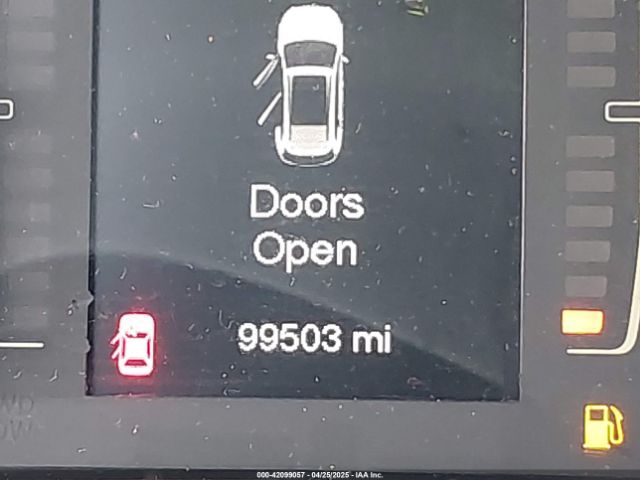 Doors
Open
99503 mi
000-42099057 - 04/25/2025 - IAA Inc.